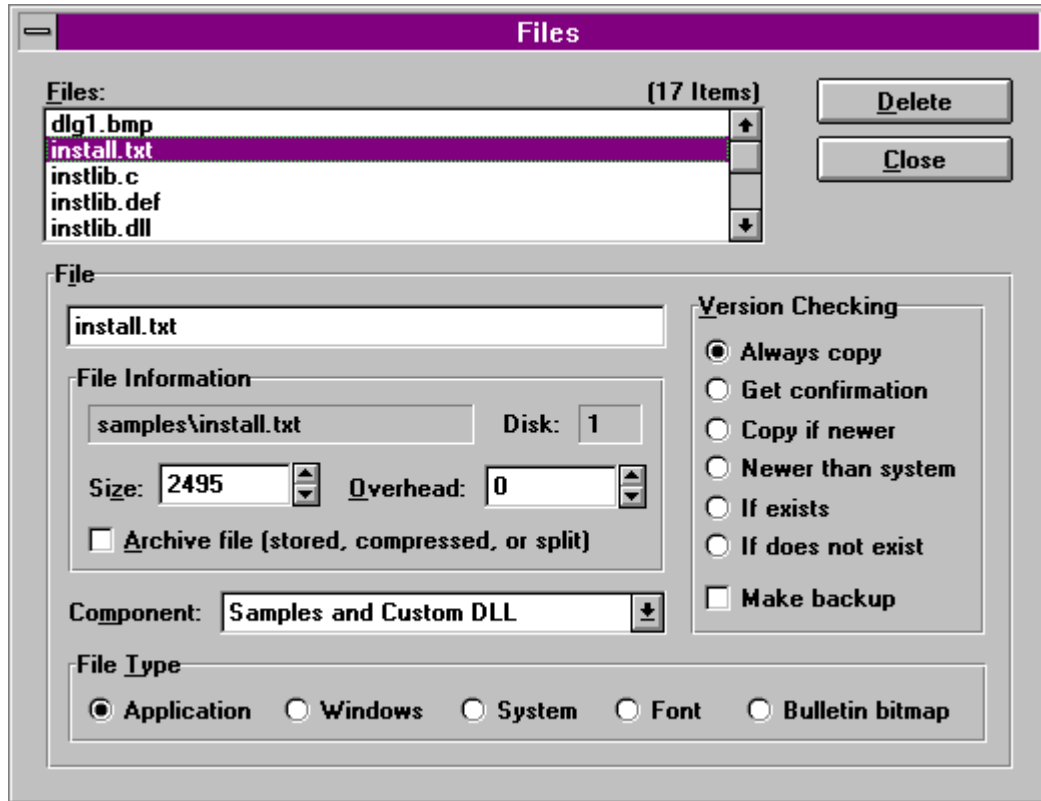 Files
Files: (17 Items)
dlg1.bmp
install.txt
instlib.c
instlib.def
instlib.dll
Delete
Close
File
install.txt
File Information
samples\install.txt Disk: 1
Size: 2495 Overhead: 0
Archive file (stored, compressed, or split)
Component: Samples and Custom DLL
Version Checking
Always copy
Get confirmation
Copy if newer
Newer than system
If exists
If does not exist
Make backup
File Type
Application Windows System Font Bulletin bitmap